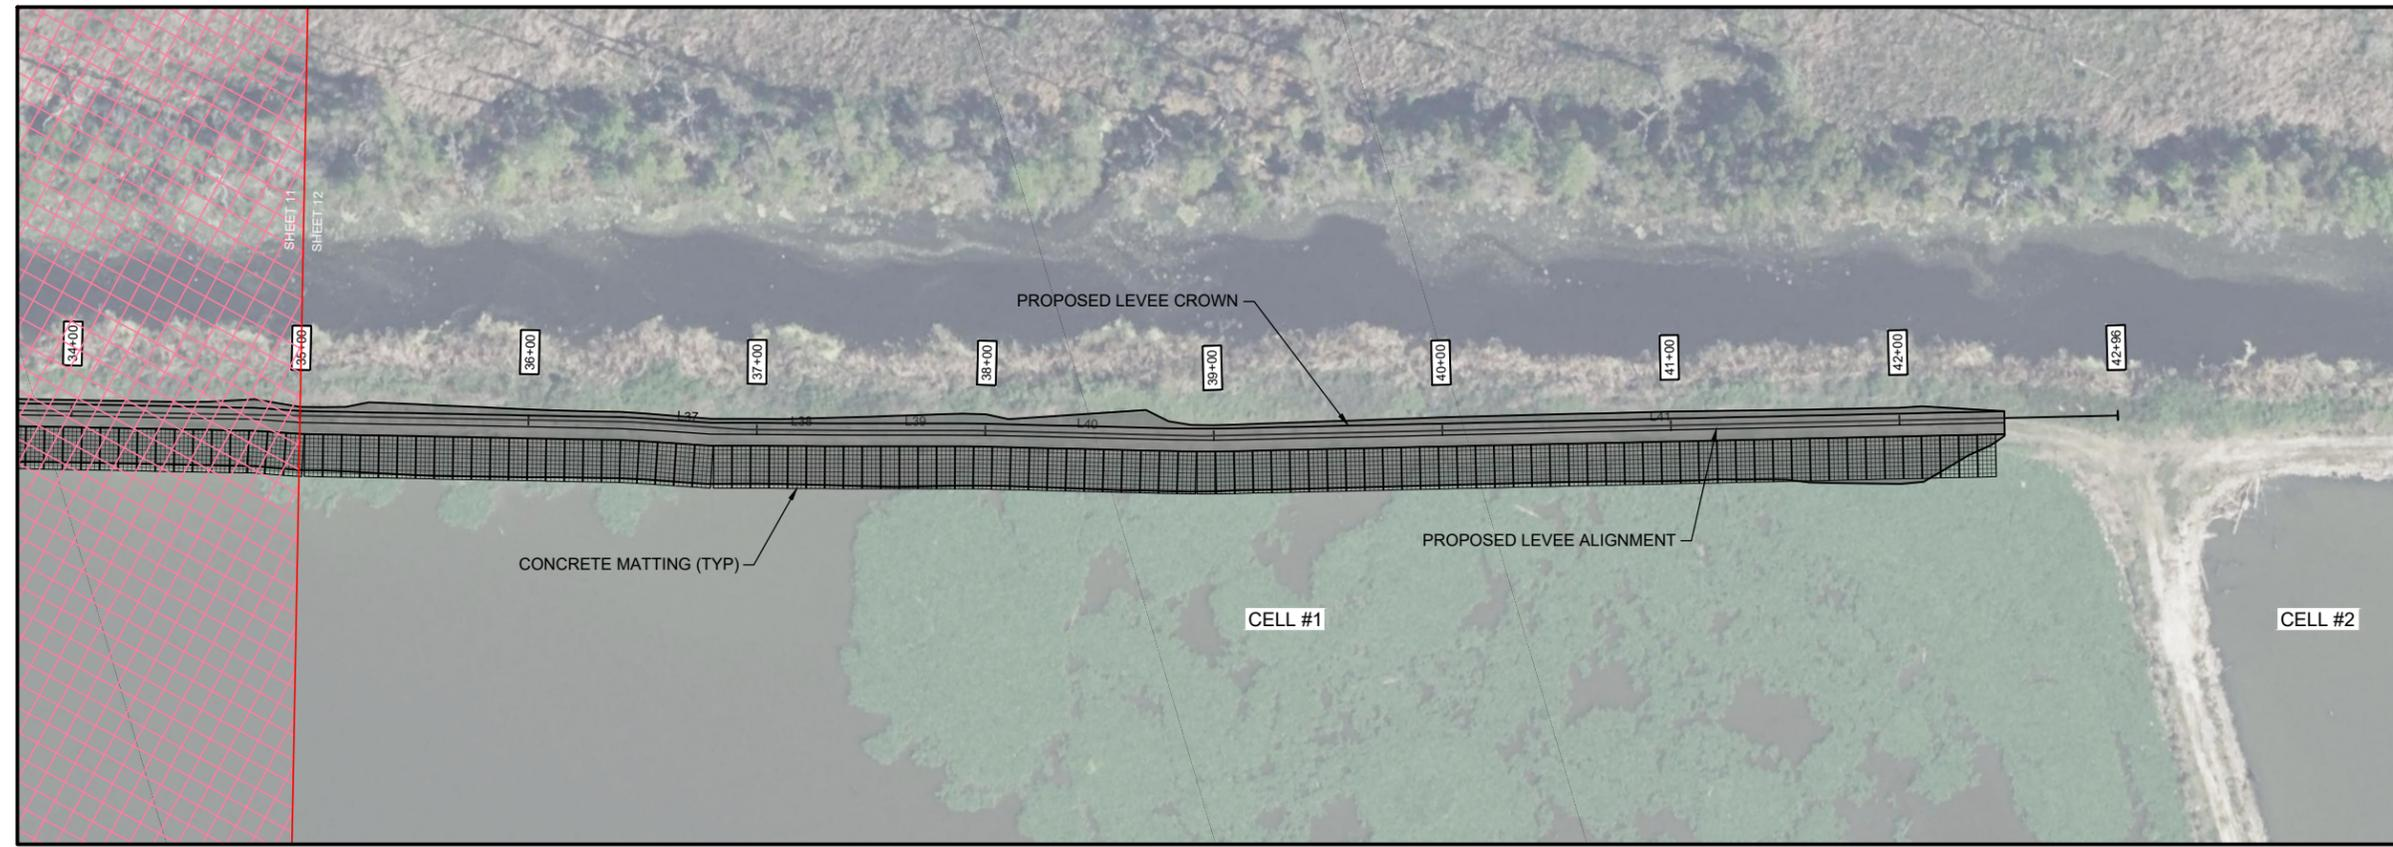 SHEET 11
SHEET 12
34+00
35+00
36+00
37+00
38+00
39+00
40+00
41+00
42+00
42+96
PROPOSED LEVEE CROWN
L37
L38
L39
L40
L41
CONCRETE MATTING (TYP)
PROPOSED LEVEE ALIGNMENT
CELL #1
CELL #2